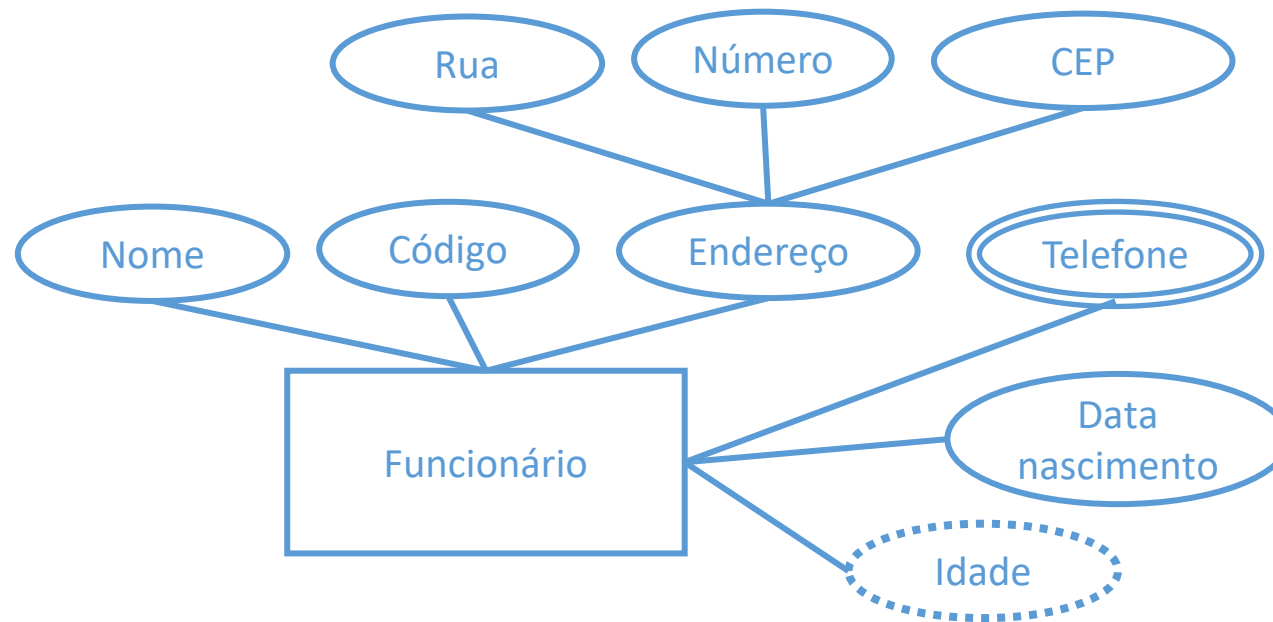 Rua
Número
CEP
Nome
Código
Endereço
Telefone
Funcionário
Data
nascimento
Idade